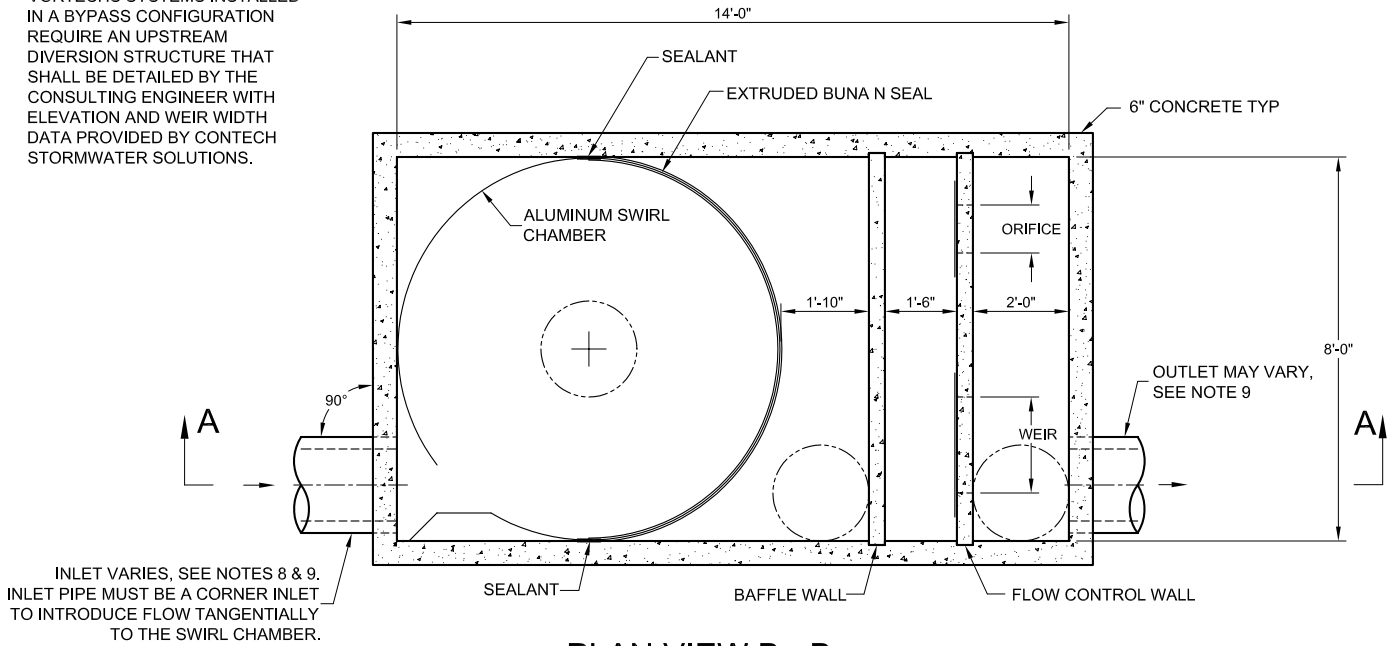 VORTECHS SYSTEMS INSTALLED
IN A BYPASS CONFIGURATION
REQUIRE AN UPSTREAM
DIVERSION STRUCTURE THAT
SHALL BE DETAILED BY THE
CONSULTING ENGINEER WITH
ELEVATION AND WEIR WIDTH
DATA PROVIDED BY CONTECH
STORMWATER SOLUTIONS.
14'-0"
SEALANT
EXTRUDED BUNA N SEAL
6" CONCRETE TYP
ALUMINUM SWIRL
CHAMBER
ORIFICE
1'-10"
1'-6"
2'-0"
8'-0"
OUTLET MAY VARY,
SEE NOTE 9
90°
A
WEIR
A
INLET VARIES, SEE NOTES 8 & 9.
INLET PIPE MUST BE A CORNER INLET
TO INTRODUCE FLOW TANGENTIALLY
TO THE SWIRL CHAMBER.
SEALANT
BAFFLE WALL
FLOW CONTROL WALL
PLAN VIEW B - B